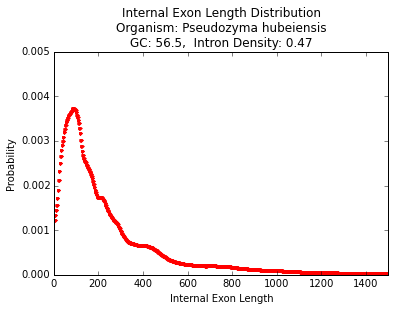 Internal Exon Length Distribution
Organism: Pseudozyma hubeiensis
GC: 56.5,  Intron Density: 0.47
0.005
0.004
0.003
0.002
0.001
0.000
Probability
0
200
400
600
800
1000
1200
1400
Internal Exon Length